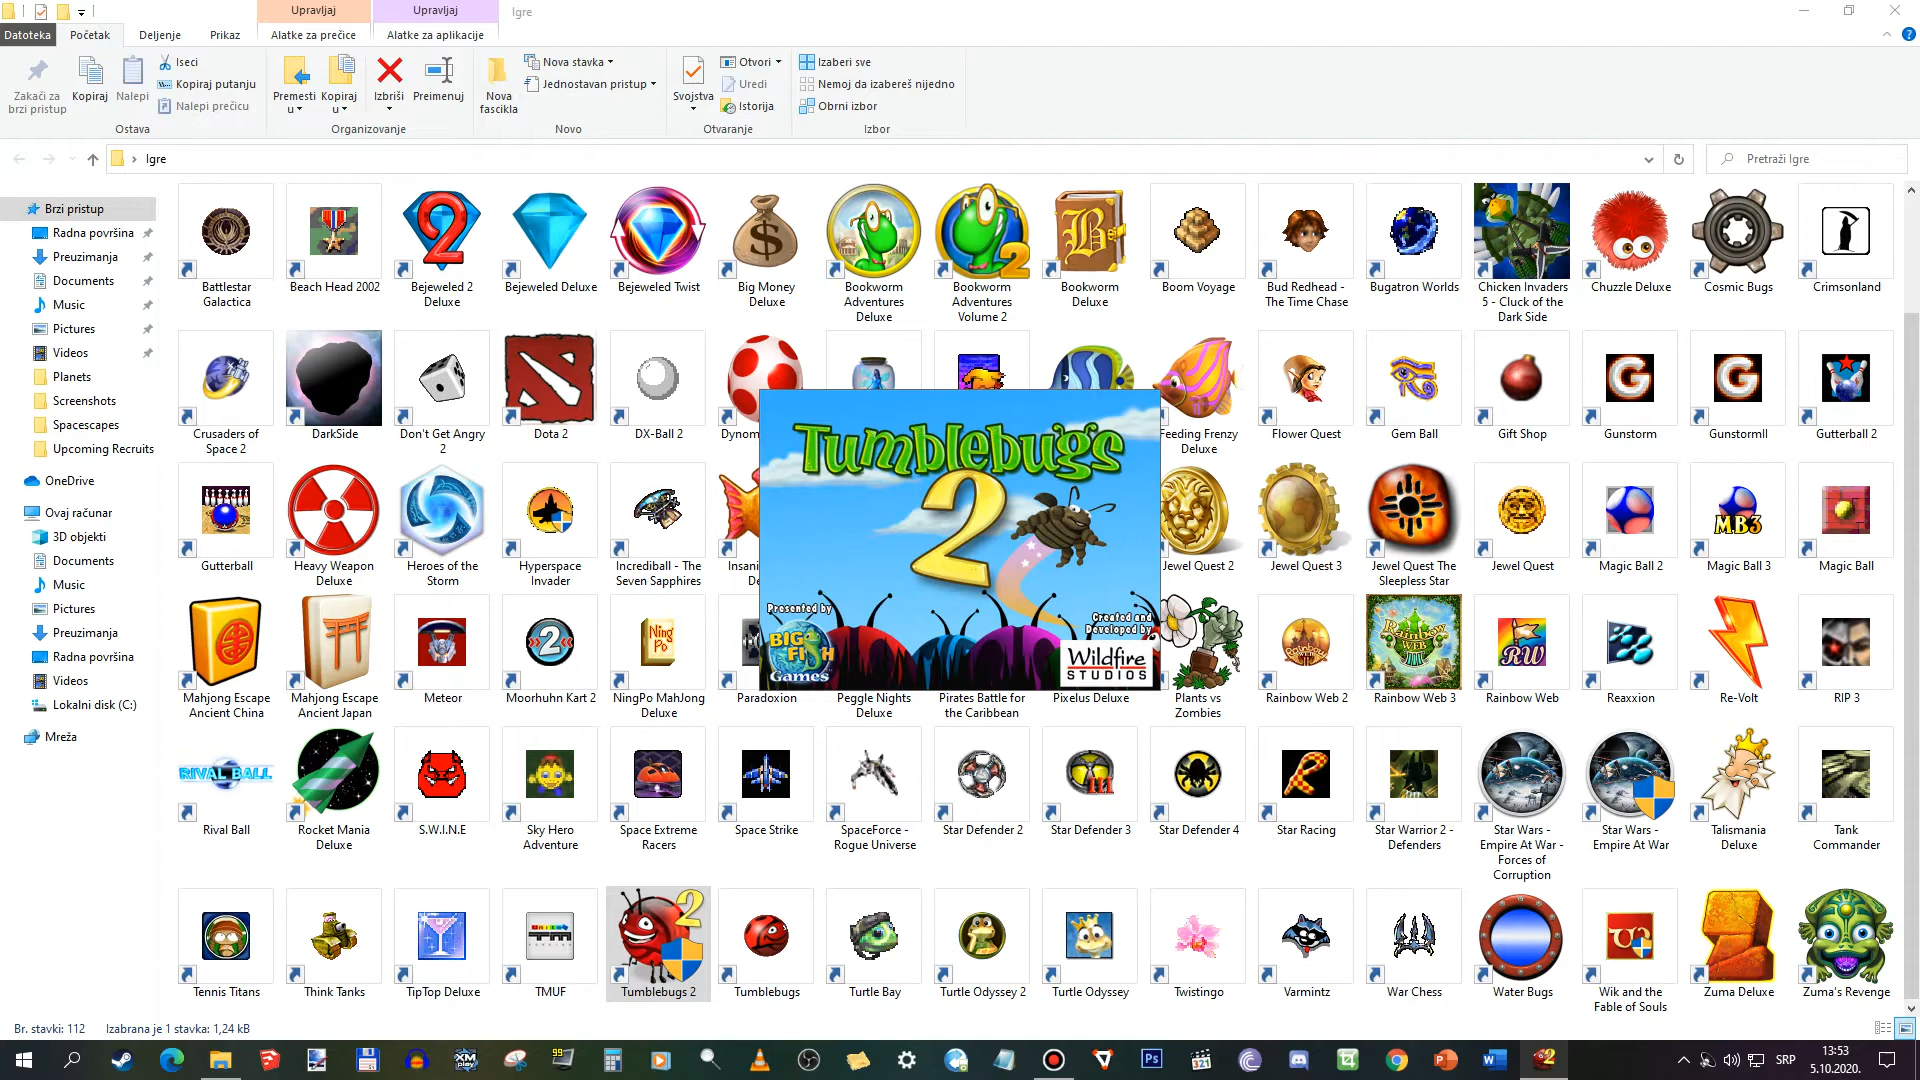 Upravljaj
Upravljaj
Igre
Datoteka
Početak
Deljenje
Prikaz
Alatke za prečice
Alatke za aplikacije
Zakači za
brzi pristup
Kopiraj
Nalepi
Iseci
Kopiraj putanju
Nalepi prečicu
Ostava
Premesti
u
Kopiraj
u
Izbriši
Preimenuj
Organizovanje
Nova
fascikla
Nova stavka
Jednostavan pristup
Novo
Svojstva
Otvori
Uredi
Istorija
Otvaranje
Izaberi sve
Nemoj da izabereš nijedno
Obrni izbor
Izbor
Igre
Pretraži Igre
Brzi pristup
Radna površina
Preuzimanja
Documents
Music
Pictures
Videos
Planets
Screenshots
Spacescapes
Upcoming Recruits
OneDrive
Ovaj računar
3D objekti
Documents
Music
Pictures
Preuzimanja
Radna površina
Videos
Lokalni disk (C:)
Mreža
Battlestar
Galactica
Beach Head 2002
Bejeweled 2
Deluxe
Bejeweled Deluxe
Bejeweled Twist
Big Money
Deluxe
Bookworm
Adventures
Deluxe
Bookworm
Adventures
Volume 2
Bookworm
Deluxe
Boom Voyage
Bud Redhead -
The Time Chase
Bugatron Worlds
Chicken Invaders
5 - Cluck of the
Dark Side
Chuzzle Deluxe
Cosmic Bugs
Crimsonland
Crusaders of
Space 2
DarkSide
Don't Get Angry
2
Dota 2
DX-Ball 2
Dynom
Feeding Frenzy
Deluxe
Flower Quest
Gem Ball
Gift Shop
Gunstorm
GunstormII
Gutterball 2
Gutterball
Heavy Weapon
Deluxe
Heroes of the
Storm
Hyperspace
Invader
Incrediball - The
Seven Sapphires
Insani
De
Jewel Quest 2
Jewel Quest 3
Jewel Quest The
Sleepless Star
Jewel Quest
Magic Ball 2
MB3
Magic Ball 3
Magic Ball
Tumblebugs
2
Presented by
BIG FISH
Games
Created and
Developed by
Wildfire
STUDIOS
Mahjong Escape
Ancient China
Mahjong Escape
Ancient Japan
Meteor
Moorhuhn Kart 2
Ning
Po
NingPo MahJong
Deluxe
Paradoxion
Peggle Nights
Deluxe
Pirates Battle for
the Caribbean
Pixelus Deluxe
Plants vs
Zombies
Rainbow Web 2
Rainbow Web 3
RW
Rainbow Web
Reaxxion
Re-Volt
RIP 3
RIVAL BALL
Rival Ball
Rocket Mania
Deluxe
S.W.I.N.E
Sky Hero
Adventure
Space Extreme
Racers
Space Strike
SpaceForce -
Rogue Universe
Star Defender 2
Star Defender 3
Star Defender 4
Star Racing
Star Warrior 2 -
Defenders
Star Wars -
Empire At War -
Forces of
Corruption
Star Wars -
Empire At War
Talismania
Deluxe
Tank
Commander
Tennis Titans
Think Tanks
TipTop Deluxe
TMUF
Tumblebugs 2
Tumblebugs
Turtle Bay
Turtle Odyssey 2
Turtle Odyssey
Twistingo
Varmintz
War Chess
Water Bugs
Wik and the
Fable of Souls
Zuma Deluxe
Zuma's Revenge
Br. stavki: 112
Izabrana je 1 stavka: 1,24 kB
SRP
13:53
5.10.2020.